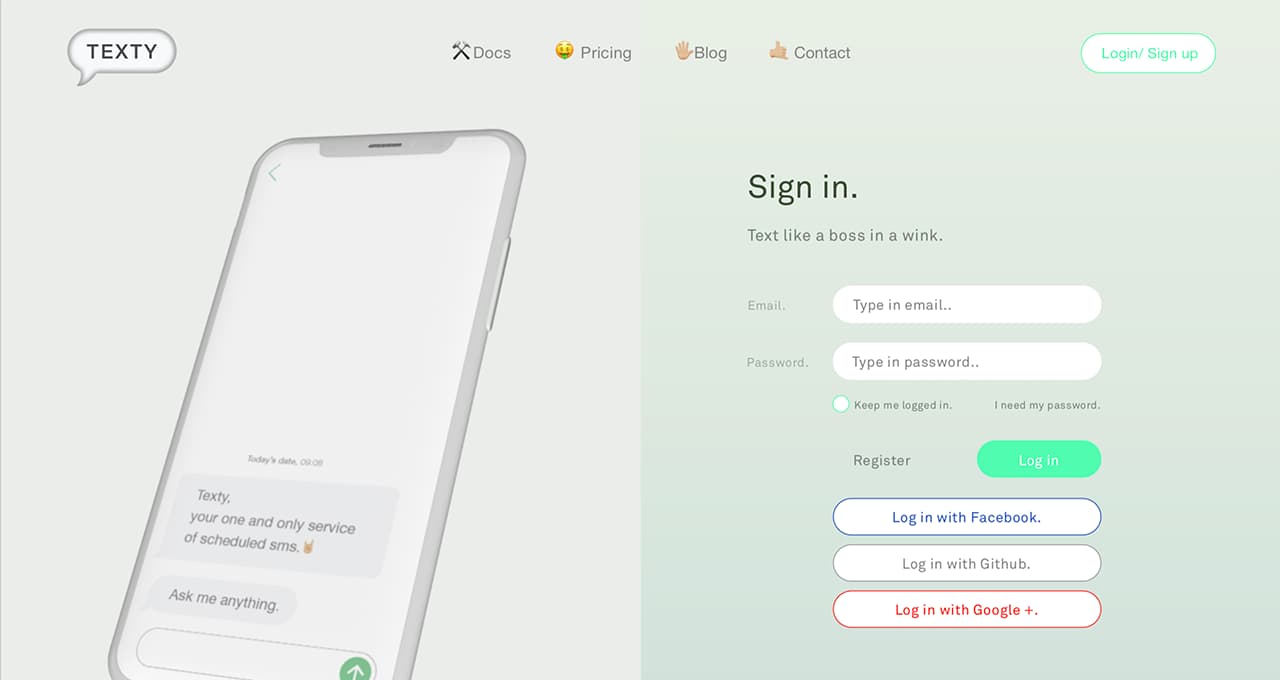 TEXTY
⚒Docs
🤑 Pricing
🖐🏼Blog
🤙🏼 Contact
Login/ Sign up
Today's date, 09:08
Texty,
your one and only service
of scheduled sms.🤘🏼
Ask me anything.
Sign in.
Text like a boss in a wink.
Email.
Type in email..
Password.
Type in password..
Keep me logged in.
I need my password.
Register
Log in
Log in with Facebook.
Log in with Github.
Log in with Google +.